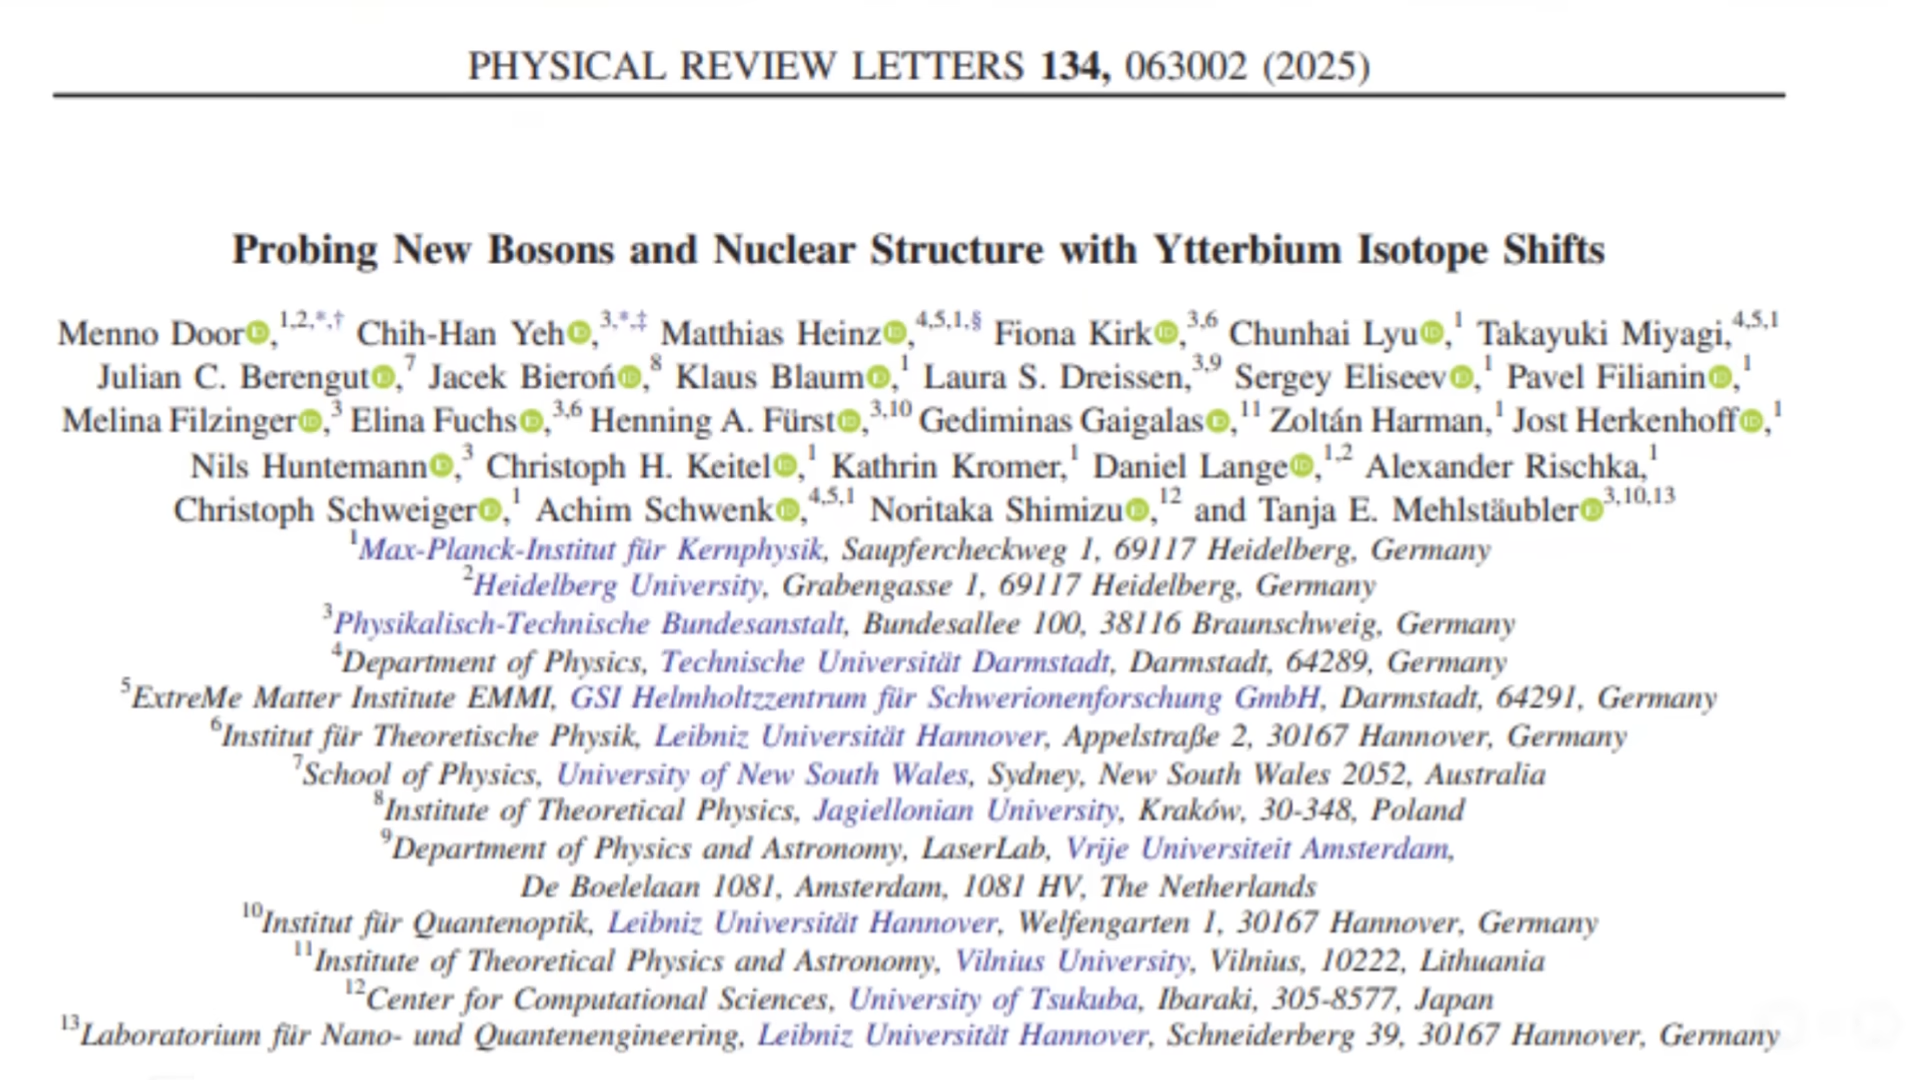 PHYSICAL REVIEW LETTERS 134, 063002 (2025)
Probing New Bosons and Nuclear Structure with Ytterbium Isotope Shifts
Menno Door,1,2,*,† Chih-Han Yeh,3,*,‡ Matthias Heinz,4,5,1,§ Fiona Kirk,3,6 Chunhai Lyu,1 Takayuki Miyagi,4,5,1
Julian C. Berengut,7 Jacek Bieroń,8 Klaus Blaum,1 Laura S. Dreissen,3,9 Sergey Eliseev,1 Pavel Filianin,1
Melina Filzinger,3 Elina Fuchs,3,6 Henning A. Fürst,3,10 Gediminas Gaigalas,11 Zoltán Harman,1 Jost Herkenhoff,1
Nils Huntemann,3 Christoph H. Keitel,1 Kathrin Kromer,1 Daniel Lange,1,2 Alexander Rischka,1
Christoph Schweiger,1 Achim Schwenk,4,5,1 Noritaka Shimizu,12 and Tanja E. Mehlstäubler3,10,13
1Max-Planck-Institut für Kernphysik, Saupfercheckweg 1, 69117 Heidelberg, Germany
2Heidelberg University, Grabengasse 1, 69117 Heidelberg, Germany
3Physikalisch-Technische Bundesanstalt, Bundesallee 100, 38116 Braunschweig, Germany
4Department of Physics, Technische Universität Darmstadt, Darmstadt, 64289, Germany
5ExtreMe Matter Institute EMMI, GSI Helmholtzzentrum für Schwerionenforschung GmbH, Darmstadt, 64291, Germany
6Institut für Theoretische Physik, Leibniz Universität Hannover, Appelstraße 2, 30167 Hannover, Germany
7School of Physics, University of New South Wales, Sydney, New South Wales 2052, Australia
8Institute of Theoretical Physics, Jagiellonian University, Kraków, 30-348, Poland
9Department of Physics and Astronomy, LaserLab, Vrije Universiteit Amsterdam,
De Boelelaan 1081, Amsterdam, 1081 HV, The Netherlands
10Institut für Quantenoptik, Leibniz Universität Hannover, Welfengarten 1, 30167 Hannover, Germany
11Institute of Theoretical Physics and Astronomy, Vilnius University, Vilnius, 10222, Lithuania
12Center for Computational Sciences, University of Tsukuba, Ibaraki, 305-8577, Japan
13Laboratorium für Nano- und Quantenengineering, Leibniz Universität Hannover, Schneiderberg 39, 30167 Hannover, Germany